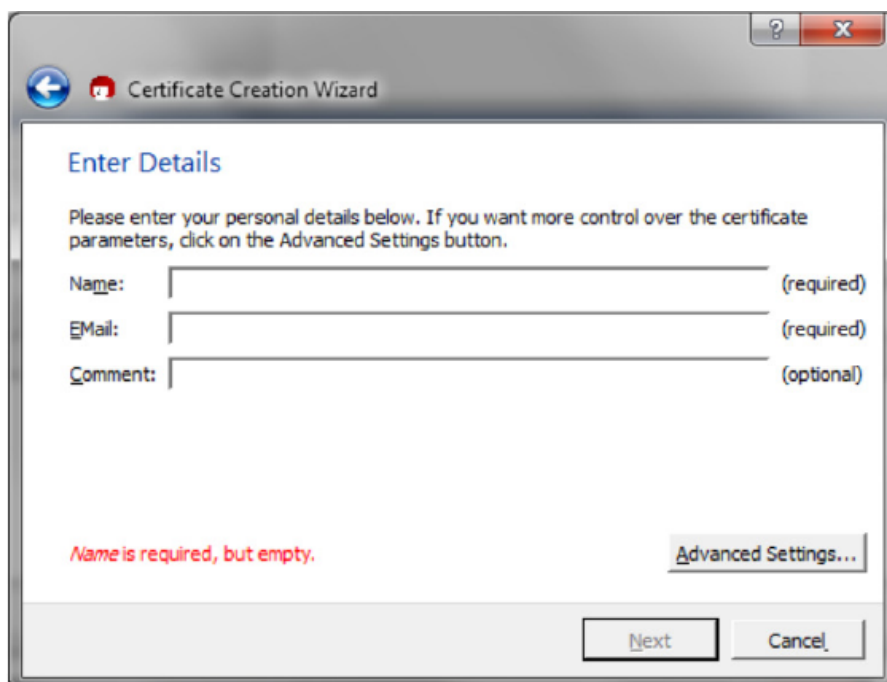 ?
X
Certificate Creation Wizard
Enter Details
Please enter your personal details below. If you want more control over the certificate
parameters, click on the Advanced Settings button.
Name: (required)
EMail: (required)
Comment: (optional)
Name is required, but empty.
Advanced Settings...
Next Cancel